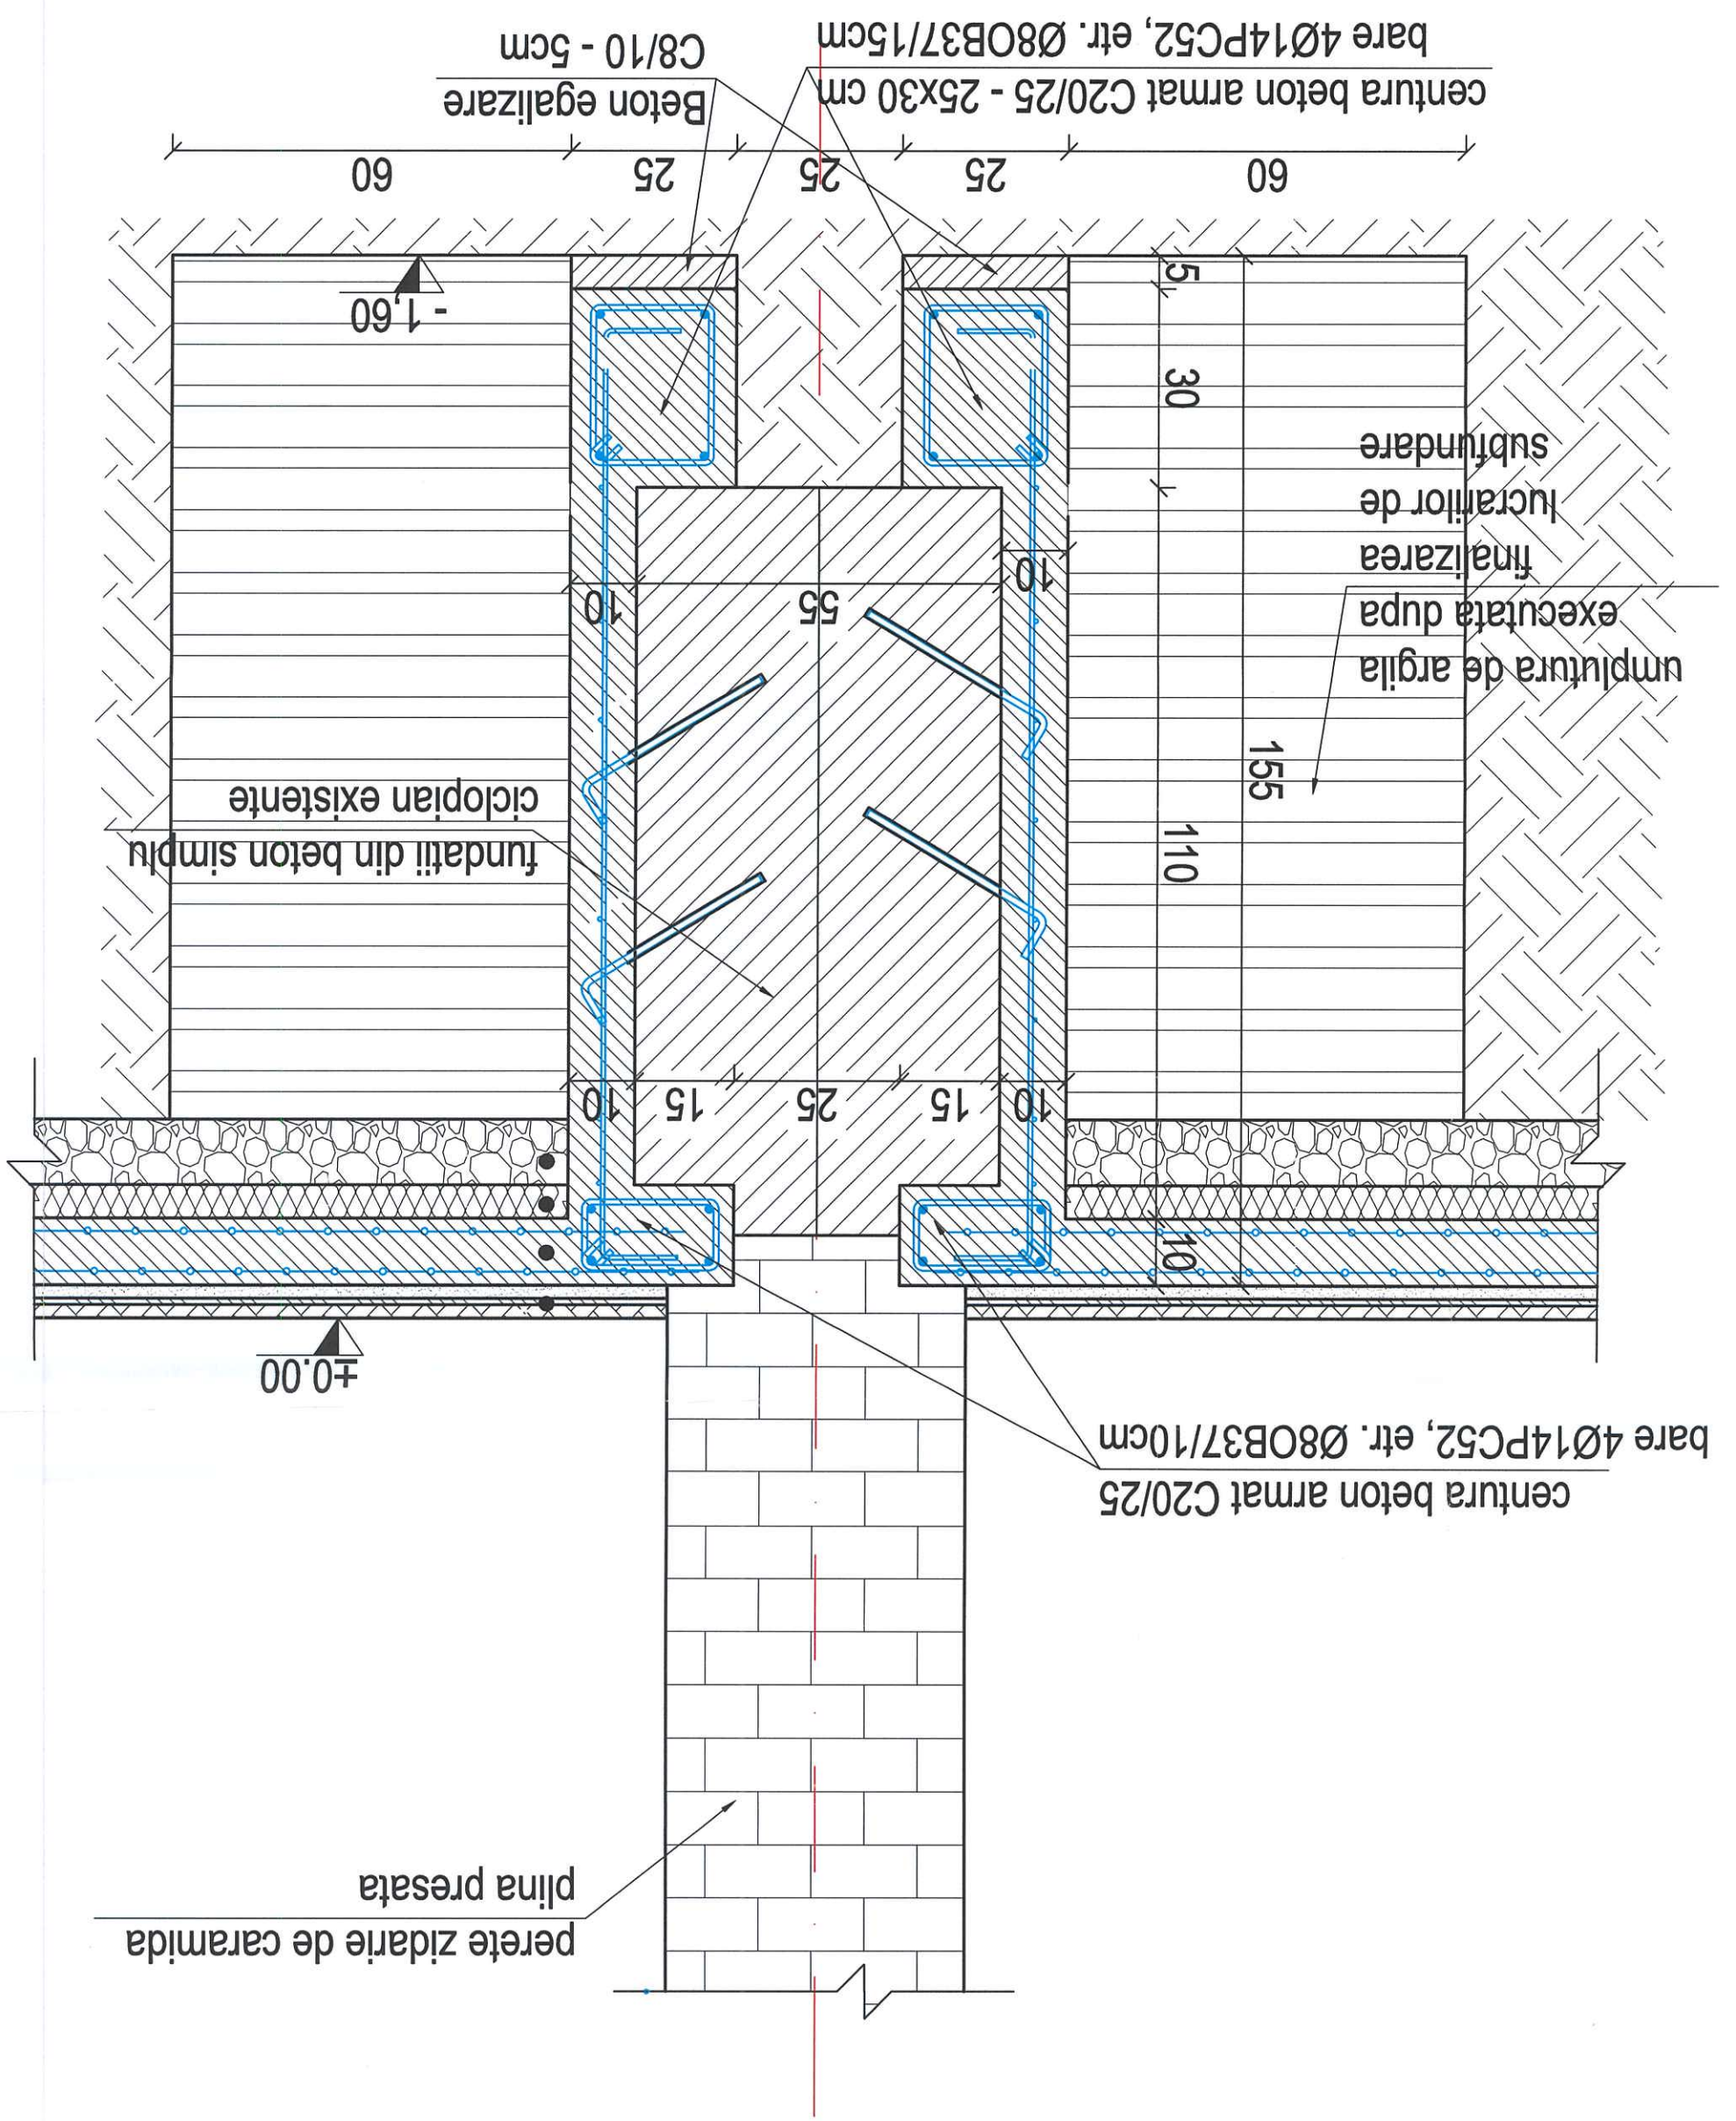 perete zidarie de caramida
plina presata
centura beton armat C20/25
bare 4Ø14PC52, etr. Ø8OB37/10cm
±0.00
10
10 15 25 15 10
fundatii din beton simplu
ciclopian existente
110
155
umplutura de argila
executata dupa
finalizarea
lucrarilor de
subfundare
10 55 10
30
- 1,60
5
60 25 25 25 60
centura beton armat C20/25 - 25x30 cm
bare 4Ø14PC52, etr. Ø8OB37/15cm
Beton egalizare
C8/10 - 5cm